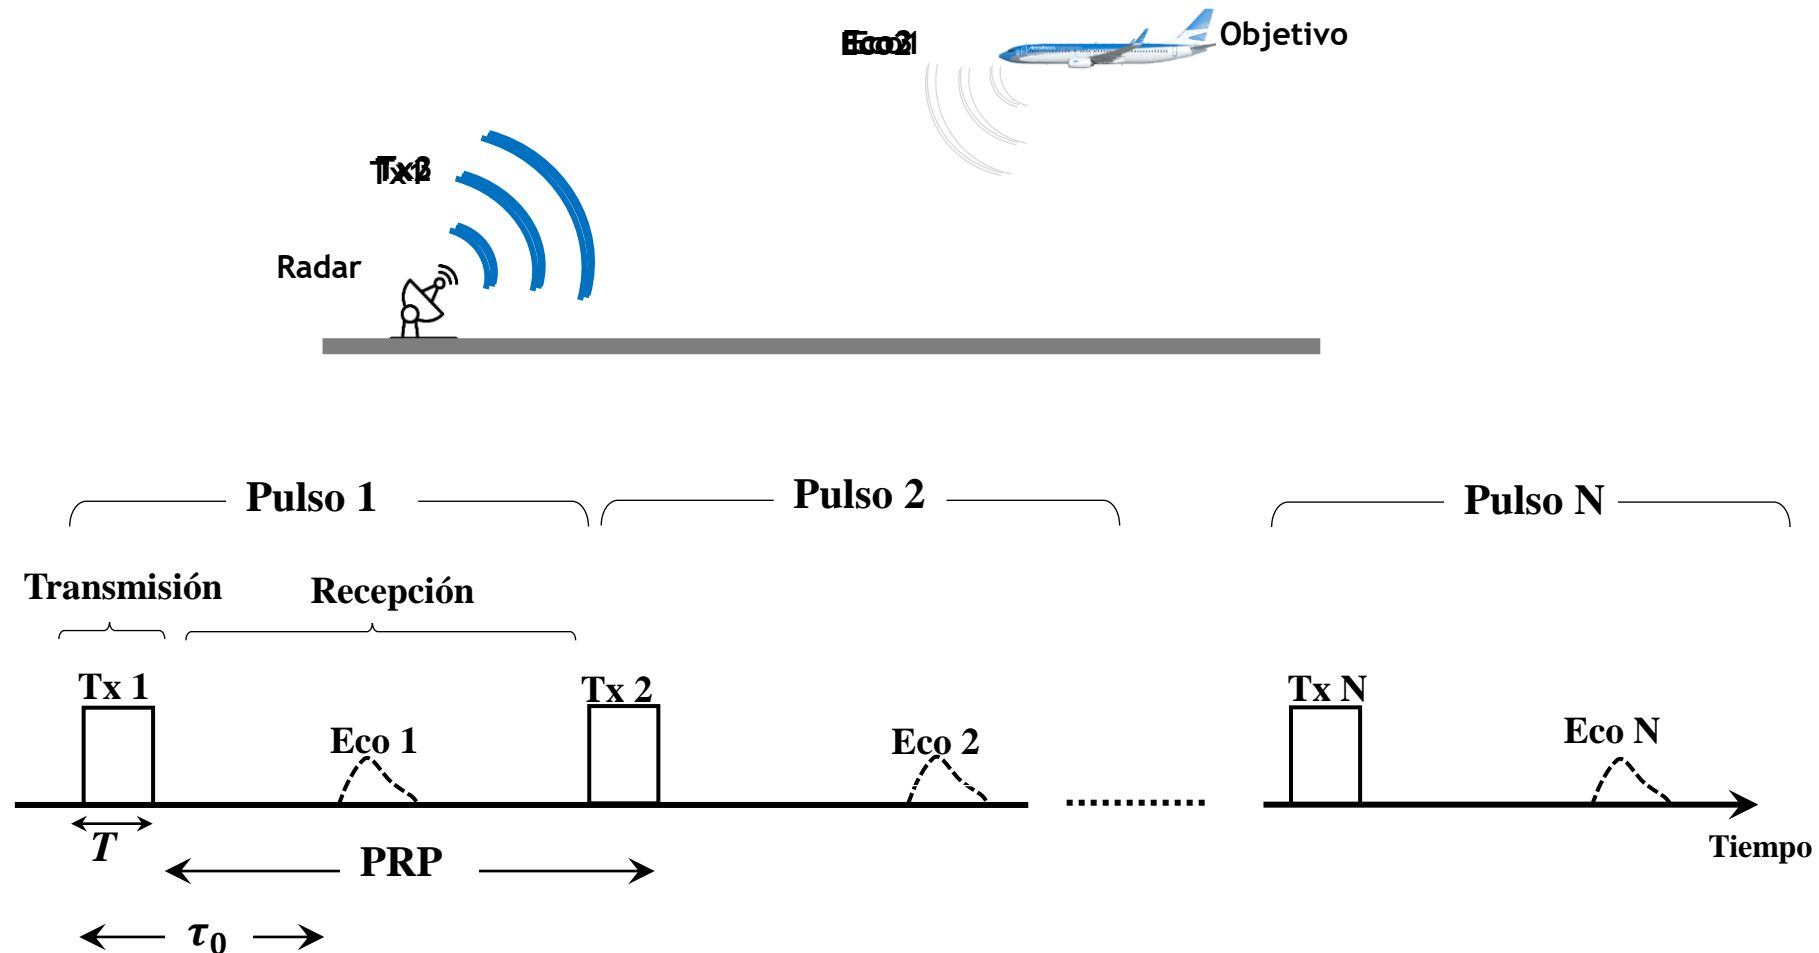 Objetivo
Radar
Pulso 1
Pulso 2
Pulso N
Transmisión
Recepción
Tx 1
Tx 2
Tx N
Eco 1
Eco 2
Eco N
T
PRP
Tiempo
τ₀